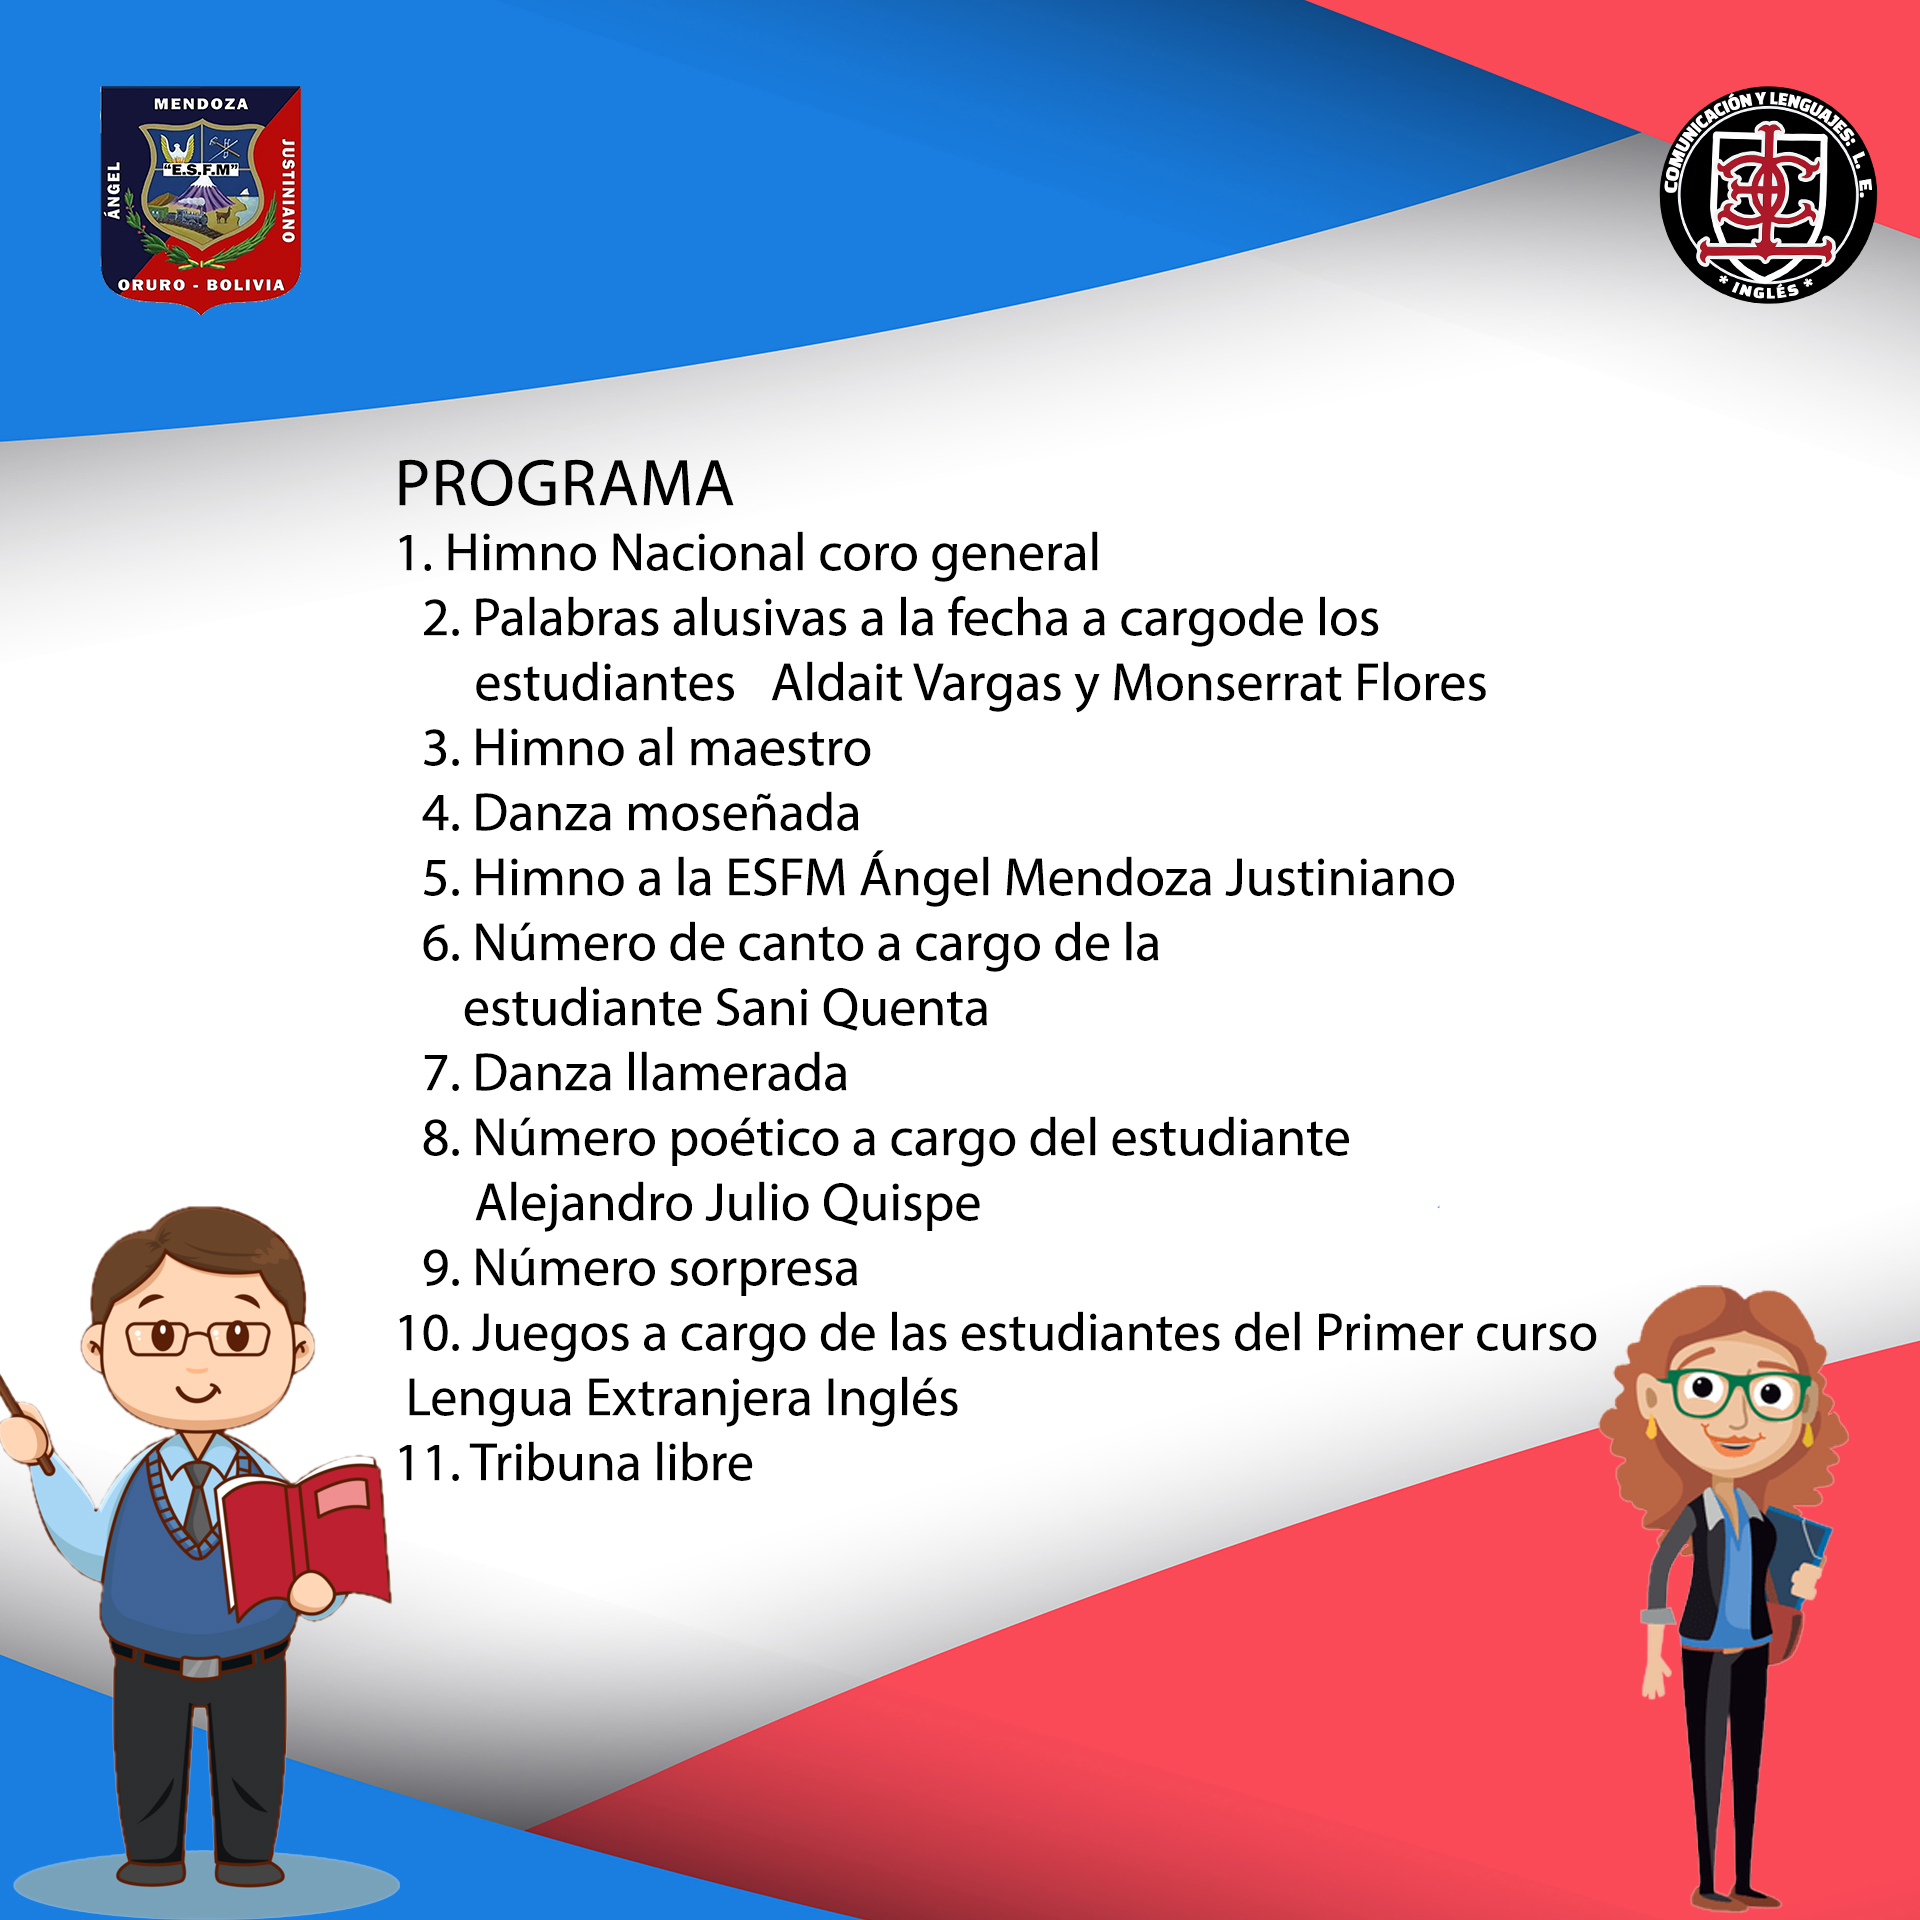 MENDOZA
ÁNGEL
JUSTINIANO
"E.S.F.M"
ORURO - BOLIVIA
COMUNICACIÓN Y LENGUAJES: L. E.
* INGLÉS *
PROGRAMA
1. Himno Nacional coro general
2. Palabras alusivas a la fecha a cargode los
estudiantes   Aldait Vargas y Monserrat Flores
3. Himno al maestro
4. Danza moseñada
5. Himno a la ESFM Ángel Mendoza Justiniano
6. Número de canto a cargo de la
estudiante Sani Quenta
7. Danza llamerada
8. Número poético a cargo del estudiante
Alejandro Julio Quispe
9. Número sorpresa
10. Juegos a cargo de las estudiantes del Primer curso
Lengua Extranjera Inglés
11. Tribuna libre